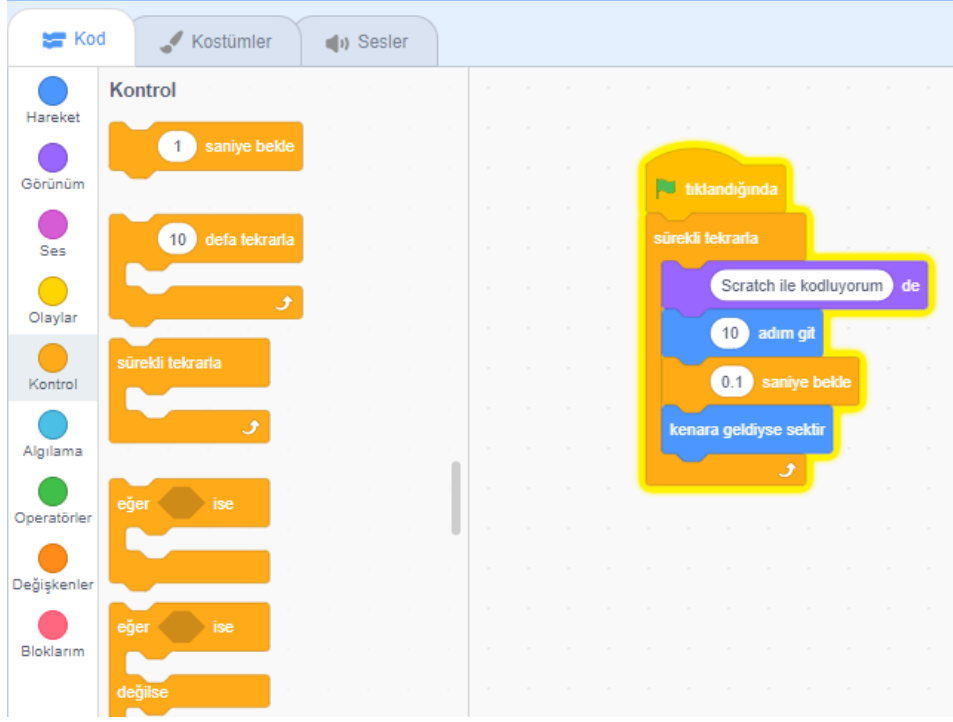 Kod
Kostümler
Sesler
Hareket
Görünüm
Ses
Olaylar
Kontrol
Algılama
Operatörler
Değişkenler
Bloklarım
Kontrol
1 saniye bekle
10 defa tekrarla
sürekli tekrarla
eğer ise
eğer ise
değilse
tıklandığında
sürekli tekrarla
Scratch ile kodluyorum de
10 adım git
0.1 saniye bekle
kenara geldiyse sektir